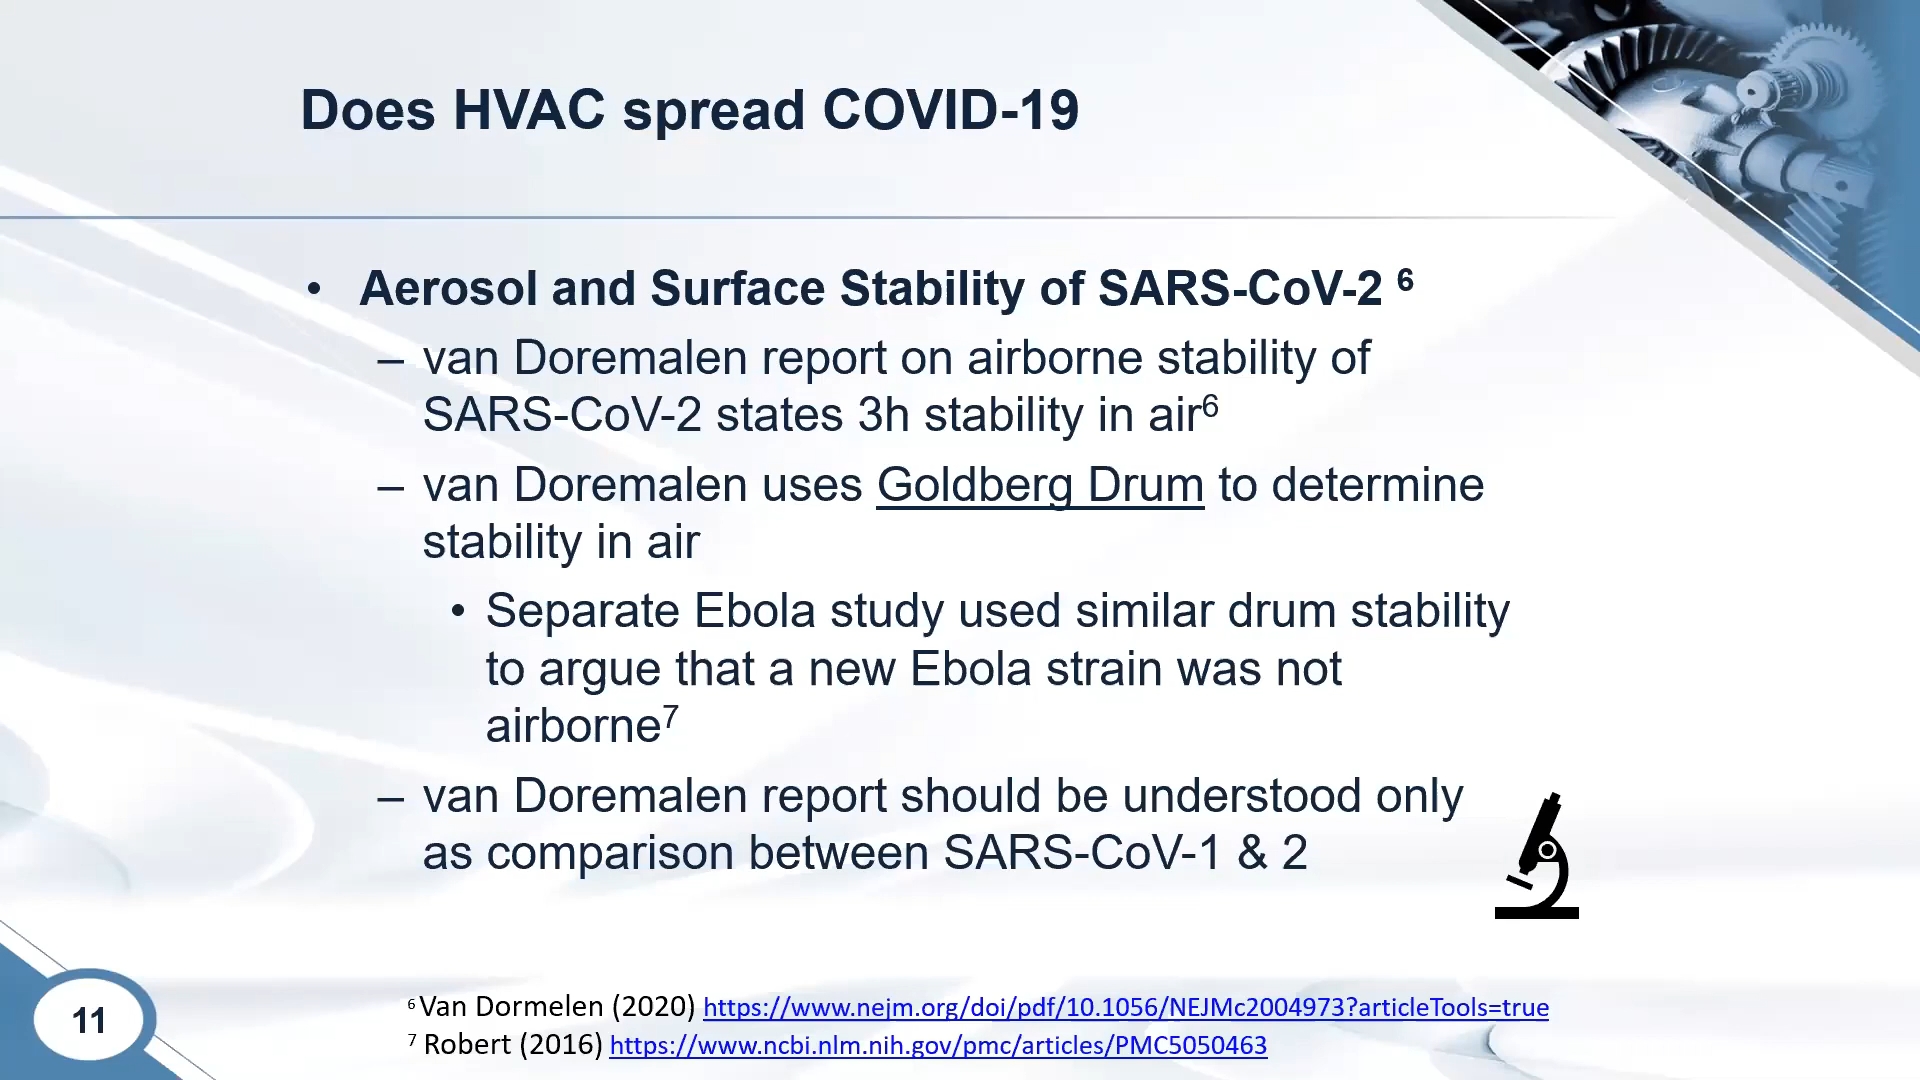 Does HVAC spread COVID-19
• Aerosol and Surface Stability of SARS-CoV-2 ⁶
– van Doremalen report on airborne stability of
SARS-CoV-2 states 3h stability in air⁶
– van Doremalen uses Goldberg Drum to determine
stability in air
• Separate Ebola study used similar drum stability
to argue that a new Ebola strain was not
airborne⁷
– van Doremalen report should be understood only
as comparison between SARS-CoV-1 & 2
⁶ Van Dormelen (2020) https://www.nejm.org/doi/pdf/10.1056/NEJMc2004973?articleTools=true
⁷ Robert (2016) https://www.ncbi.nlm.nih.gov/pmc/articles/PMC5050463
11